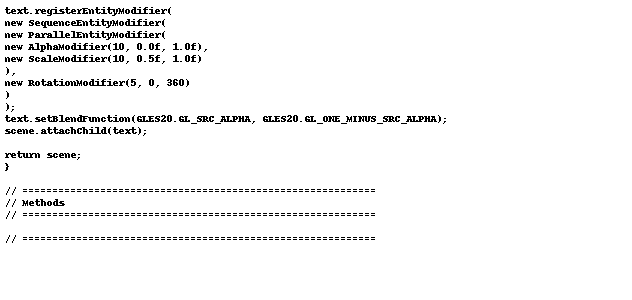 text.registerEntityModifier(
new SequenceEntityModifier(
new ParallelEntityModifier(
new AlphaModifier(10, 0.0f, 1.0f),
new ScaleModifier(10, 0.5f, 1.0f)
),
new RotationModifier(5, 0, 360)
)
);
text.setBlendFunction(GLES20.GL_SRC_ALPHA, GLES20.GL_ONE_MINUS_SRC_ALPHA);
scene.attachChild(text);
return scene;
}
// ===========================================================
// Methods
// ===========================================================
// ===========================================================